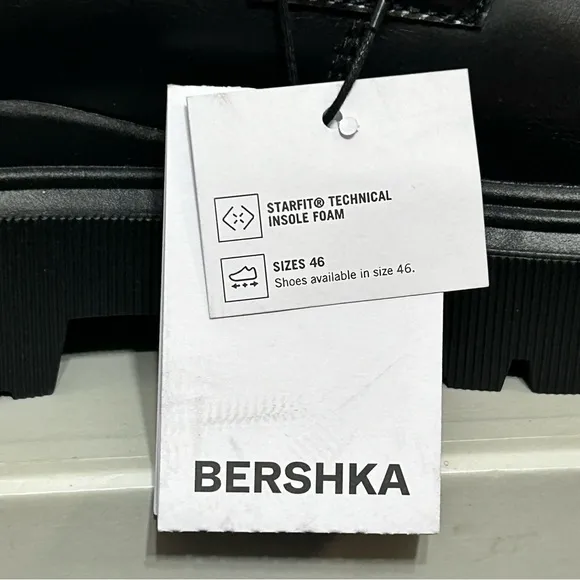 STARFIT® TECHNICAL
INSOLE FOAM
SIZES 46
Shoes available in size 46.
BERSHKA